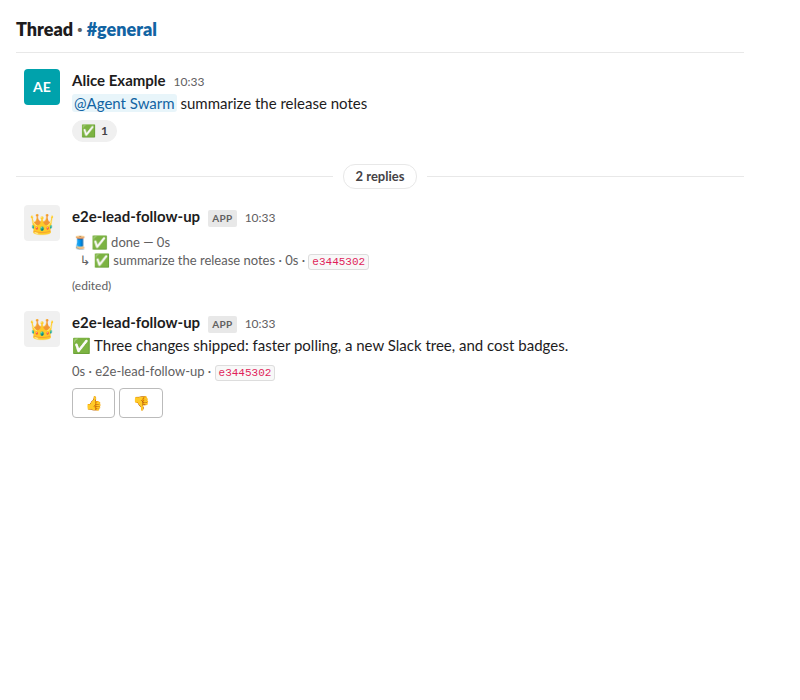 Thread • #general
AE
Alice Example 10:33
@Agent Swarm summarize the release notes
✅ 1
2 replies
e2e-lead-follow-up APP 10:33
🧵 ✅ done — 0s
↳ ✅ summarize the release notes · 0s · e3445302
(edited)
e2e-lead-follow-up APP 10:33
✅ Three changes shipped: faster polling, a new Slack tree, and cost badges.
0s · e2e-lead-follow-up · e3445302
👍 👎